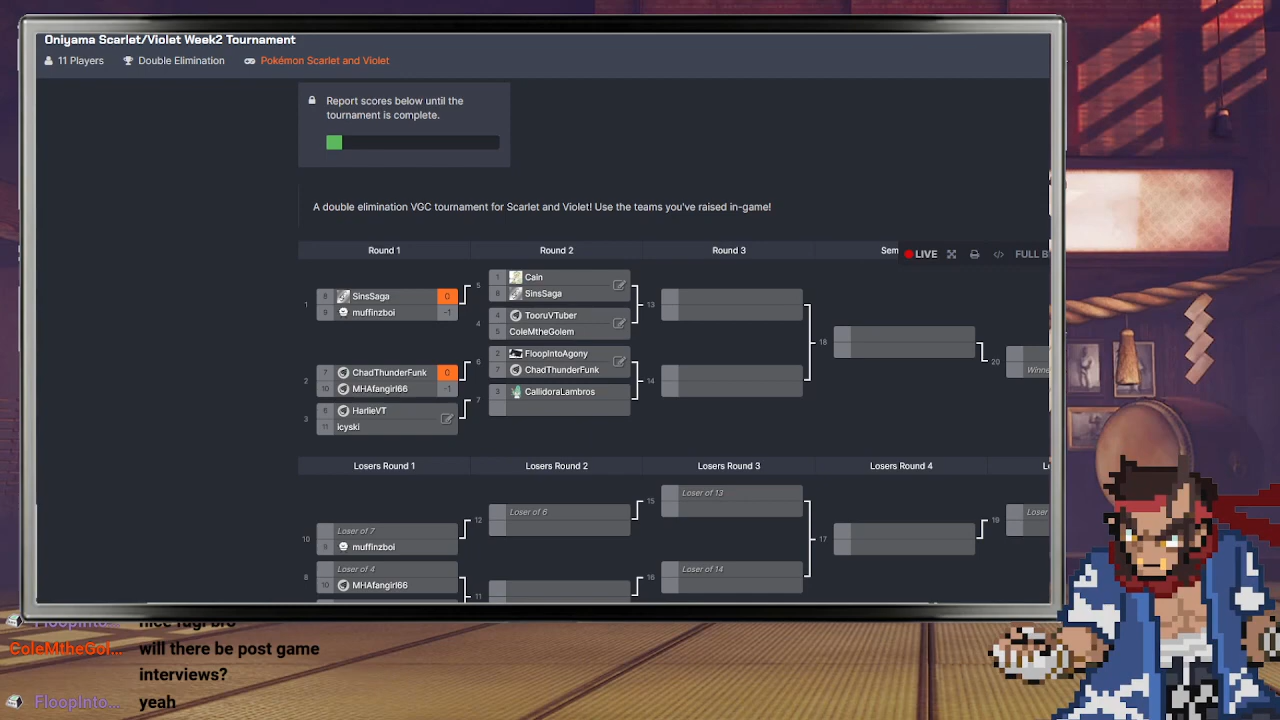 Oniyama Scarlet/Violet Week2 Tournament
11 Players Double Elimination Pokémon Scarlet and Violet
Report scores below until the
tournament is complete.
A double elimination VGC tournament for Scarlet and Violet! Use the teams you've raised in-game!
Round 1 Round 2 Round 3 Sem
LIVE FULL B
1 Cain
5
8 SinsSaga
1
8 SinsSaga 0
9 muffinzboi -1
13
4 TooruVTuber
4
5 ColeMtheGolem
18
2 FloopIntoAgony
6
7 ChadThunderFunk
20
Winne
2
7 ChadThunderFunk 0
10 MHAfangirl66 -1
14
3 CallidoraLambros
7
3
6 HarlieVT
11 icyski
Losers Round 1 Losers Round 2 Losers Round 3 Losers Round 4 Lo
15
Loser of 13
12
Loser of 6
19
Loser
10
Loser of 7
9 muffinzboi
17
8
Loser of 4
10 MHAfangirl66
16
Loser of 14
11
FloopInto...
ColeMtheGol... will there be post game
interviews?
FloopInto... yeah